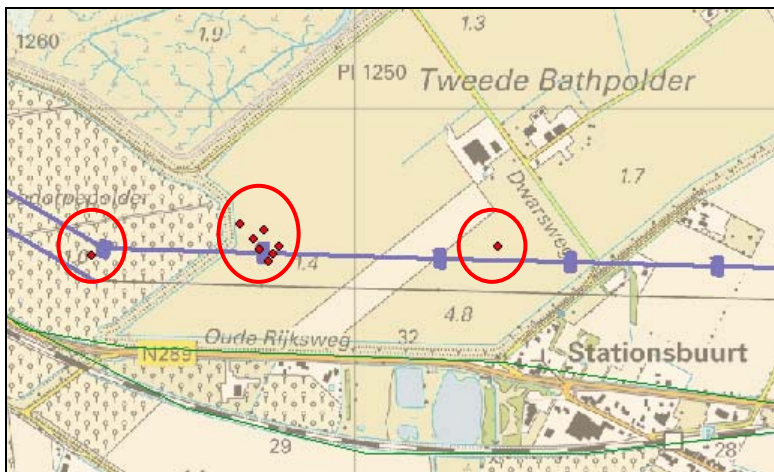 1260
1.9
1.3
PI 1250
Tweede Bathpolder
1.7
Dwarsweg
1.4
4.8
Oude Rijksweg
32
N289
Stationsbuurt
29
28